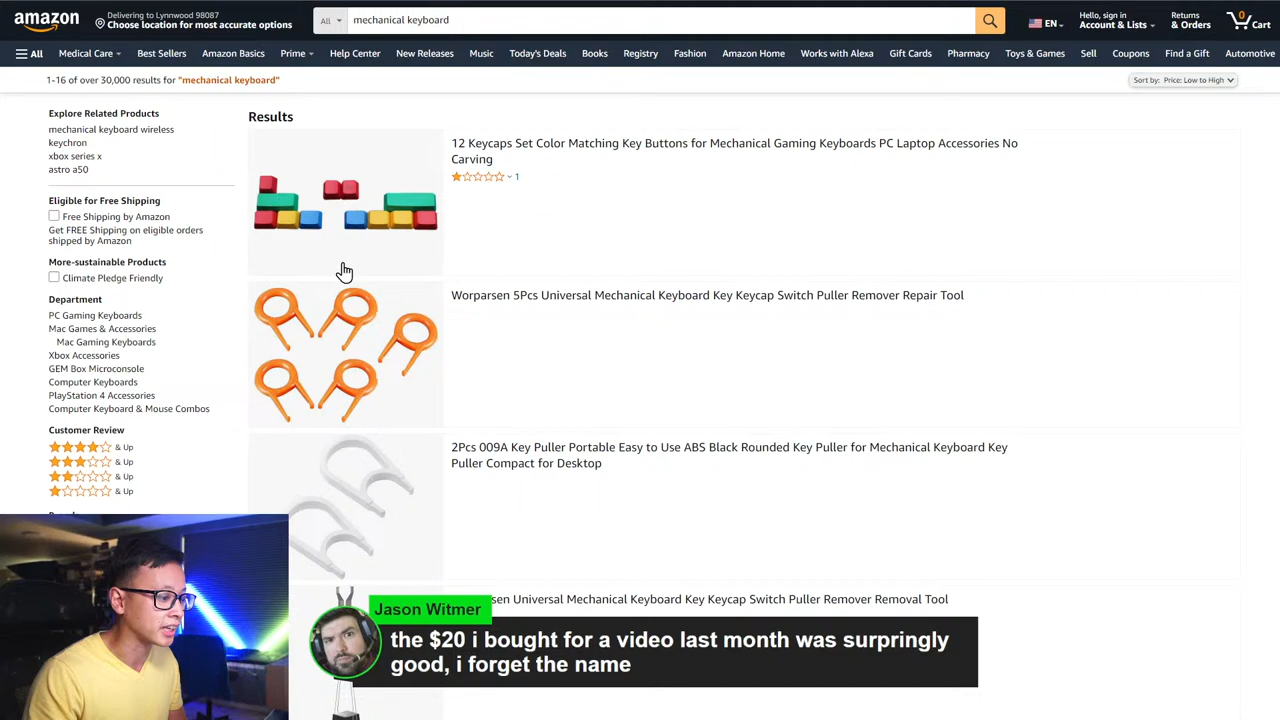 amazon
Delivering to Lynnwood 98087
Choose location for most accurate options
All
mechanical keyboard
EN
Hello, sign in
Account & Lists
Returns
& Orders
0
Cart
All
Medical Care
Best Sellers
Amazon Basics
Prime
Help Center
New Releases
Music
Today's Deals
Books
Registry
Fashion
Amazon Home
Works with Alexa
Gift Cards
Pharmacy
Toys & Games
Sell
Coupons
Find a Gift
Automotive
1-16 of over 30,000 results for "mechanical keyboard"
Sort by: Price: Low to High
Explore Related Products
mechanical keyboard wireless
keychron
xbox series x
astro a50
Eligible for Free Shipping
Free Shipping by Amazon
Get FREE Shipping on eligible orders
shipped by Amazon
More-sustainable Products
Climate Pledge Friendly
Department
PC Gaming Keyboards
Mac Games & Accessories
Mac Gaming Keyboards
Xbox Accessories
GEM Box Microconsole
Computer Keyboards
PlayStation 4 Accessories
Computer Keyboard & Mouse Combos
Customer Review
& Up
& Up
& Up
& Up
Results
12 Keycaps Set Color Matching Key Buttons for Mechanical Gaming Keyboards PC Laptop Accessories No
Carving
1
Worparsen 5Pcs Universal Mechanical Keyboard Key Keycap Switch Puller Remover Repair Tool
2Pcs 009A Key Puller Portable Easy to Use ABS Black Rounded Key Puller for Mechanical Keyboard Key
Puller Compact for Desktop
sen Universal Mechanical Keyboard Key Keycap Switch Puller Remover Removal Tool
Jason Witmer
the $20 i bought for a video last month was surpringly
good, i forget the name